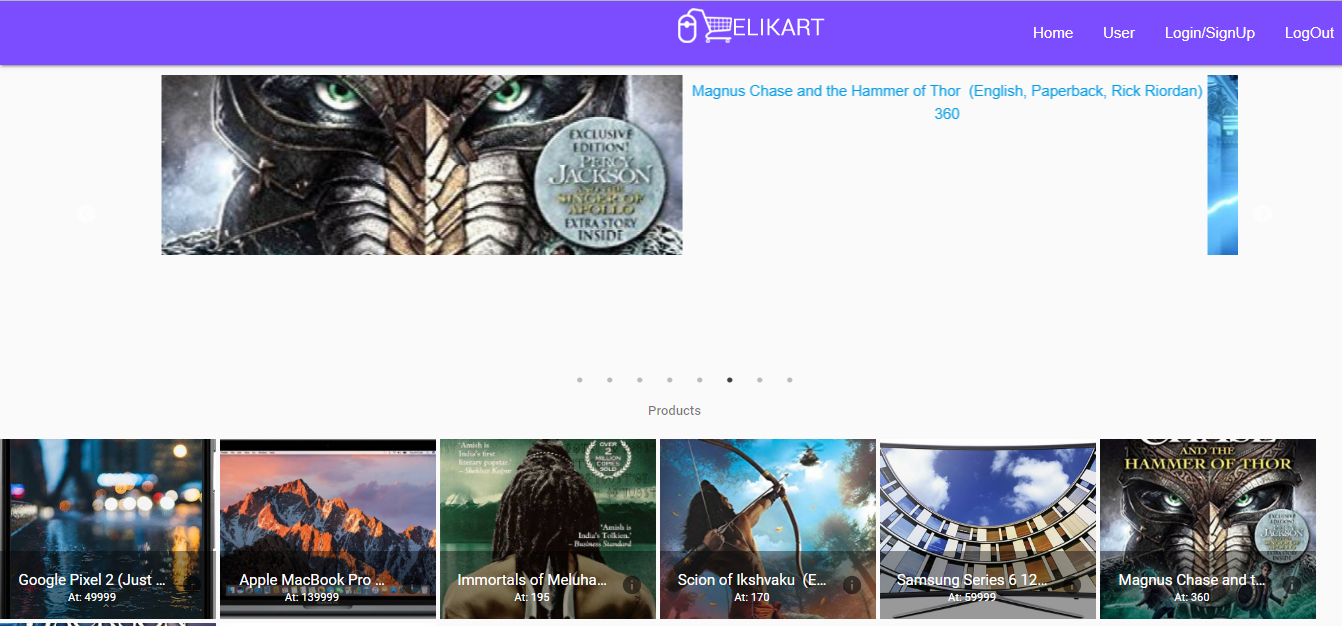 ELIKART
Home User Login/SignUp LogOut
EXCLUSIVE
EDITION!
PERCY
JACKSON
AND THE
SINGER OF
APOLLO
EXTRA STORY
INSIDE
Magnus Chase and the Hammer of Thor (English, Paperback, Rick Riordan)
360
Products
Google Pixel 2 (Just ...
At: 49999
Apple MacBook Pro ...
At: 139999
'Amish is
India's first
literary popstar.'
– Shekhar Kapur
OVER
2
MILLION
COPIES
SOLD
'Amish is
India's Tolkien.'
– Business Standard
Immortals of Meluha...
At: 195
Scion of Ikshvaku (E...
At: 170
Samsung Series 6 12...
At: 59999
CHASE
AND THE
HAMMER OF THOR
EXCLUSIVE
EDITION!
PERCY
JACKSON
EXTRA STORY
INSIDE
Magnus Chase and t...
At: 360